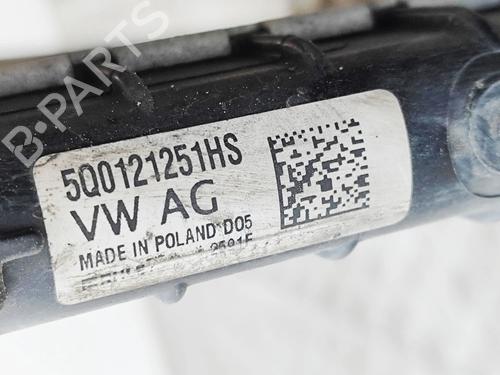 B-PARTS
5Q0121251HS
VW AG
MADE IN POLAND D05